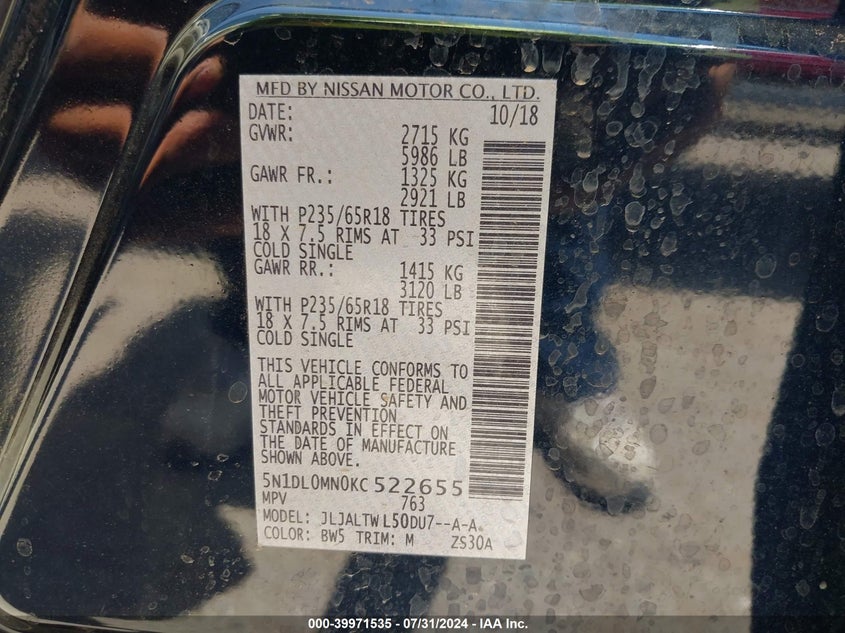 MFD BY NISSAN MOTOR CO., LTD.
DATE: 10/18
GVWR: 2715 KG
5986 LB
GAWR FR.: 1325 KG
2921 LB
WITH P235/65R18 TIRES
18 X 7.5 RIMS AT 33 PSI
COLD SINGLE
GAWR RR.: 1415 KG
3120 LB
WITH P235/65R18 TIRES
18 X 7.5 RIMS AT 33 PSI
COLD SINGLE
THIS VEHICLE CONFORMS TO
ALL APPLICABLE FEDERAL
MOTOR VEHICLE SAFETY AND
THEFT PREVENTION
STANDARDS IN EFFECT ON
THE DATE OF MANUFACTURE
SHOWN ABOVE.
5N1DL0MN0KC522655
MPV 763
MODEL: JLJALTWL50DU7--A-A.
COLOR: BW5 TRIM: M ZS30A
000-39971535 / 07/31/2024 - IAA Inc.